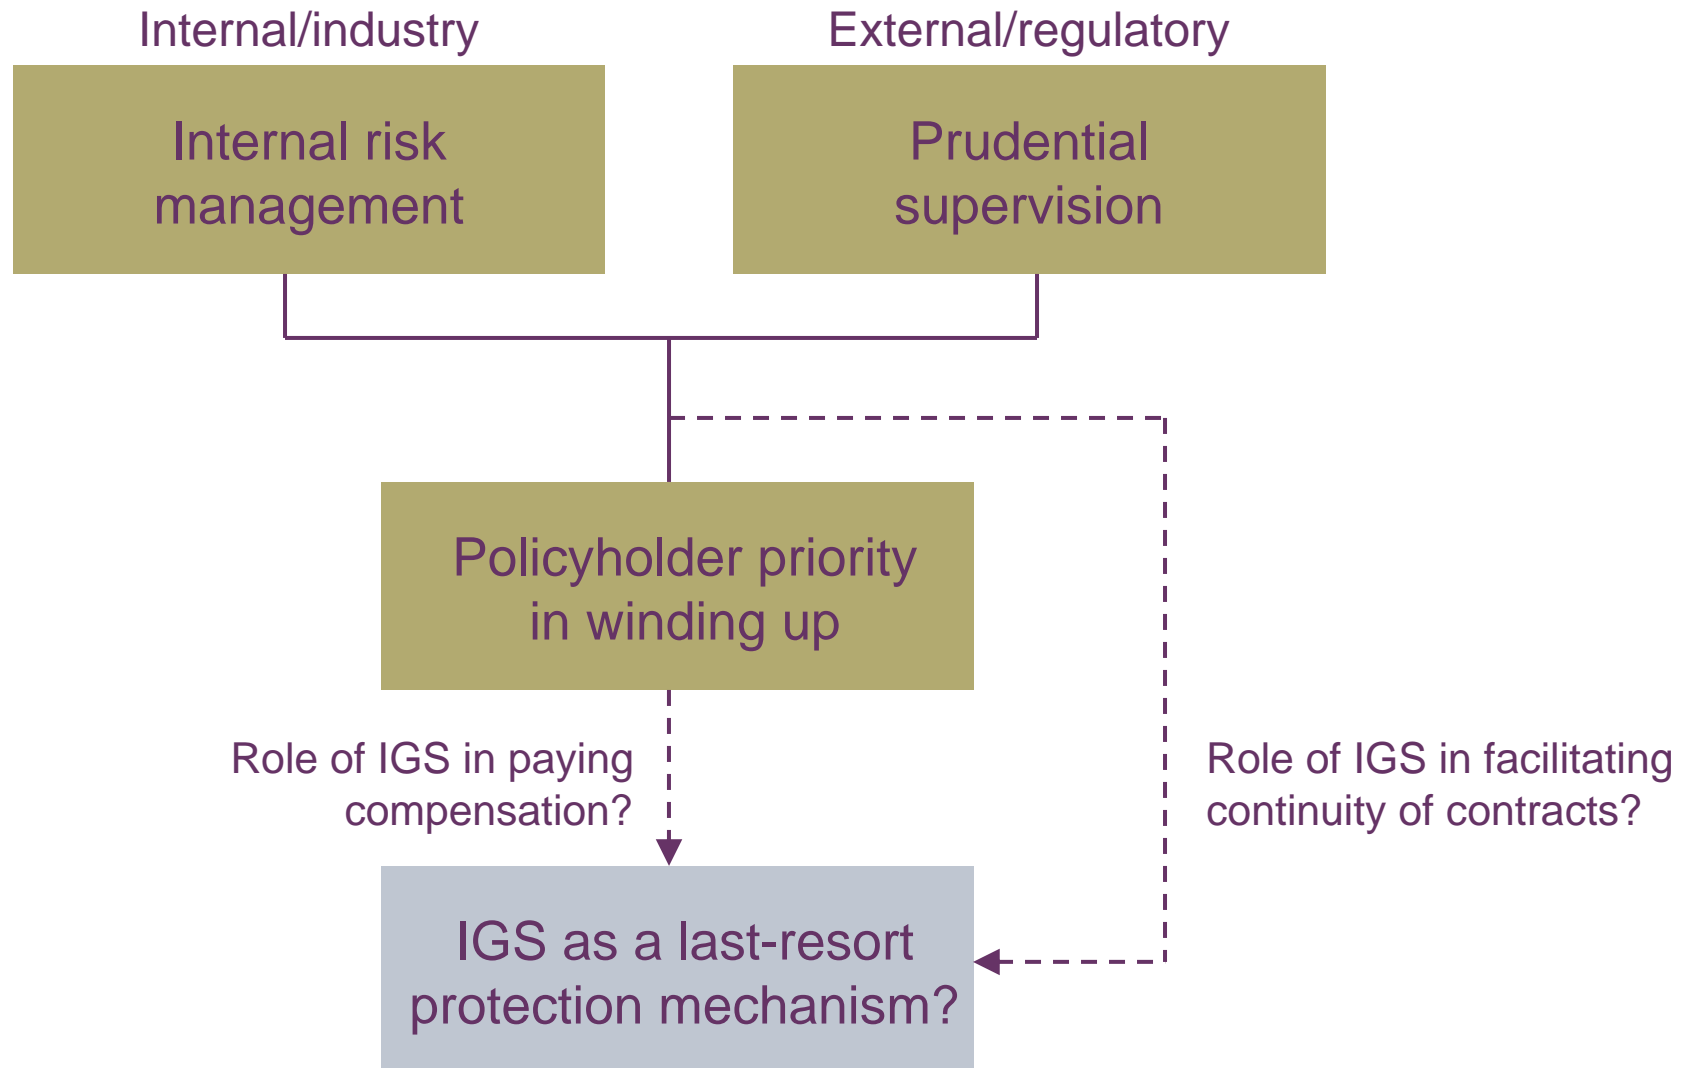 Internal/industry
External/regulatory
Internal risk
management
Prudential
supervision
Policyholder priority
in winding up
Role of IGS in paying
compensation?
Role of IGS in facilitating
continuity of contracts?
IGS as a last-resort
protection mechanism?